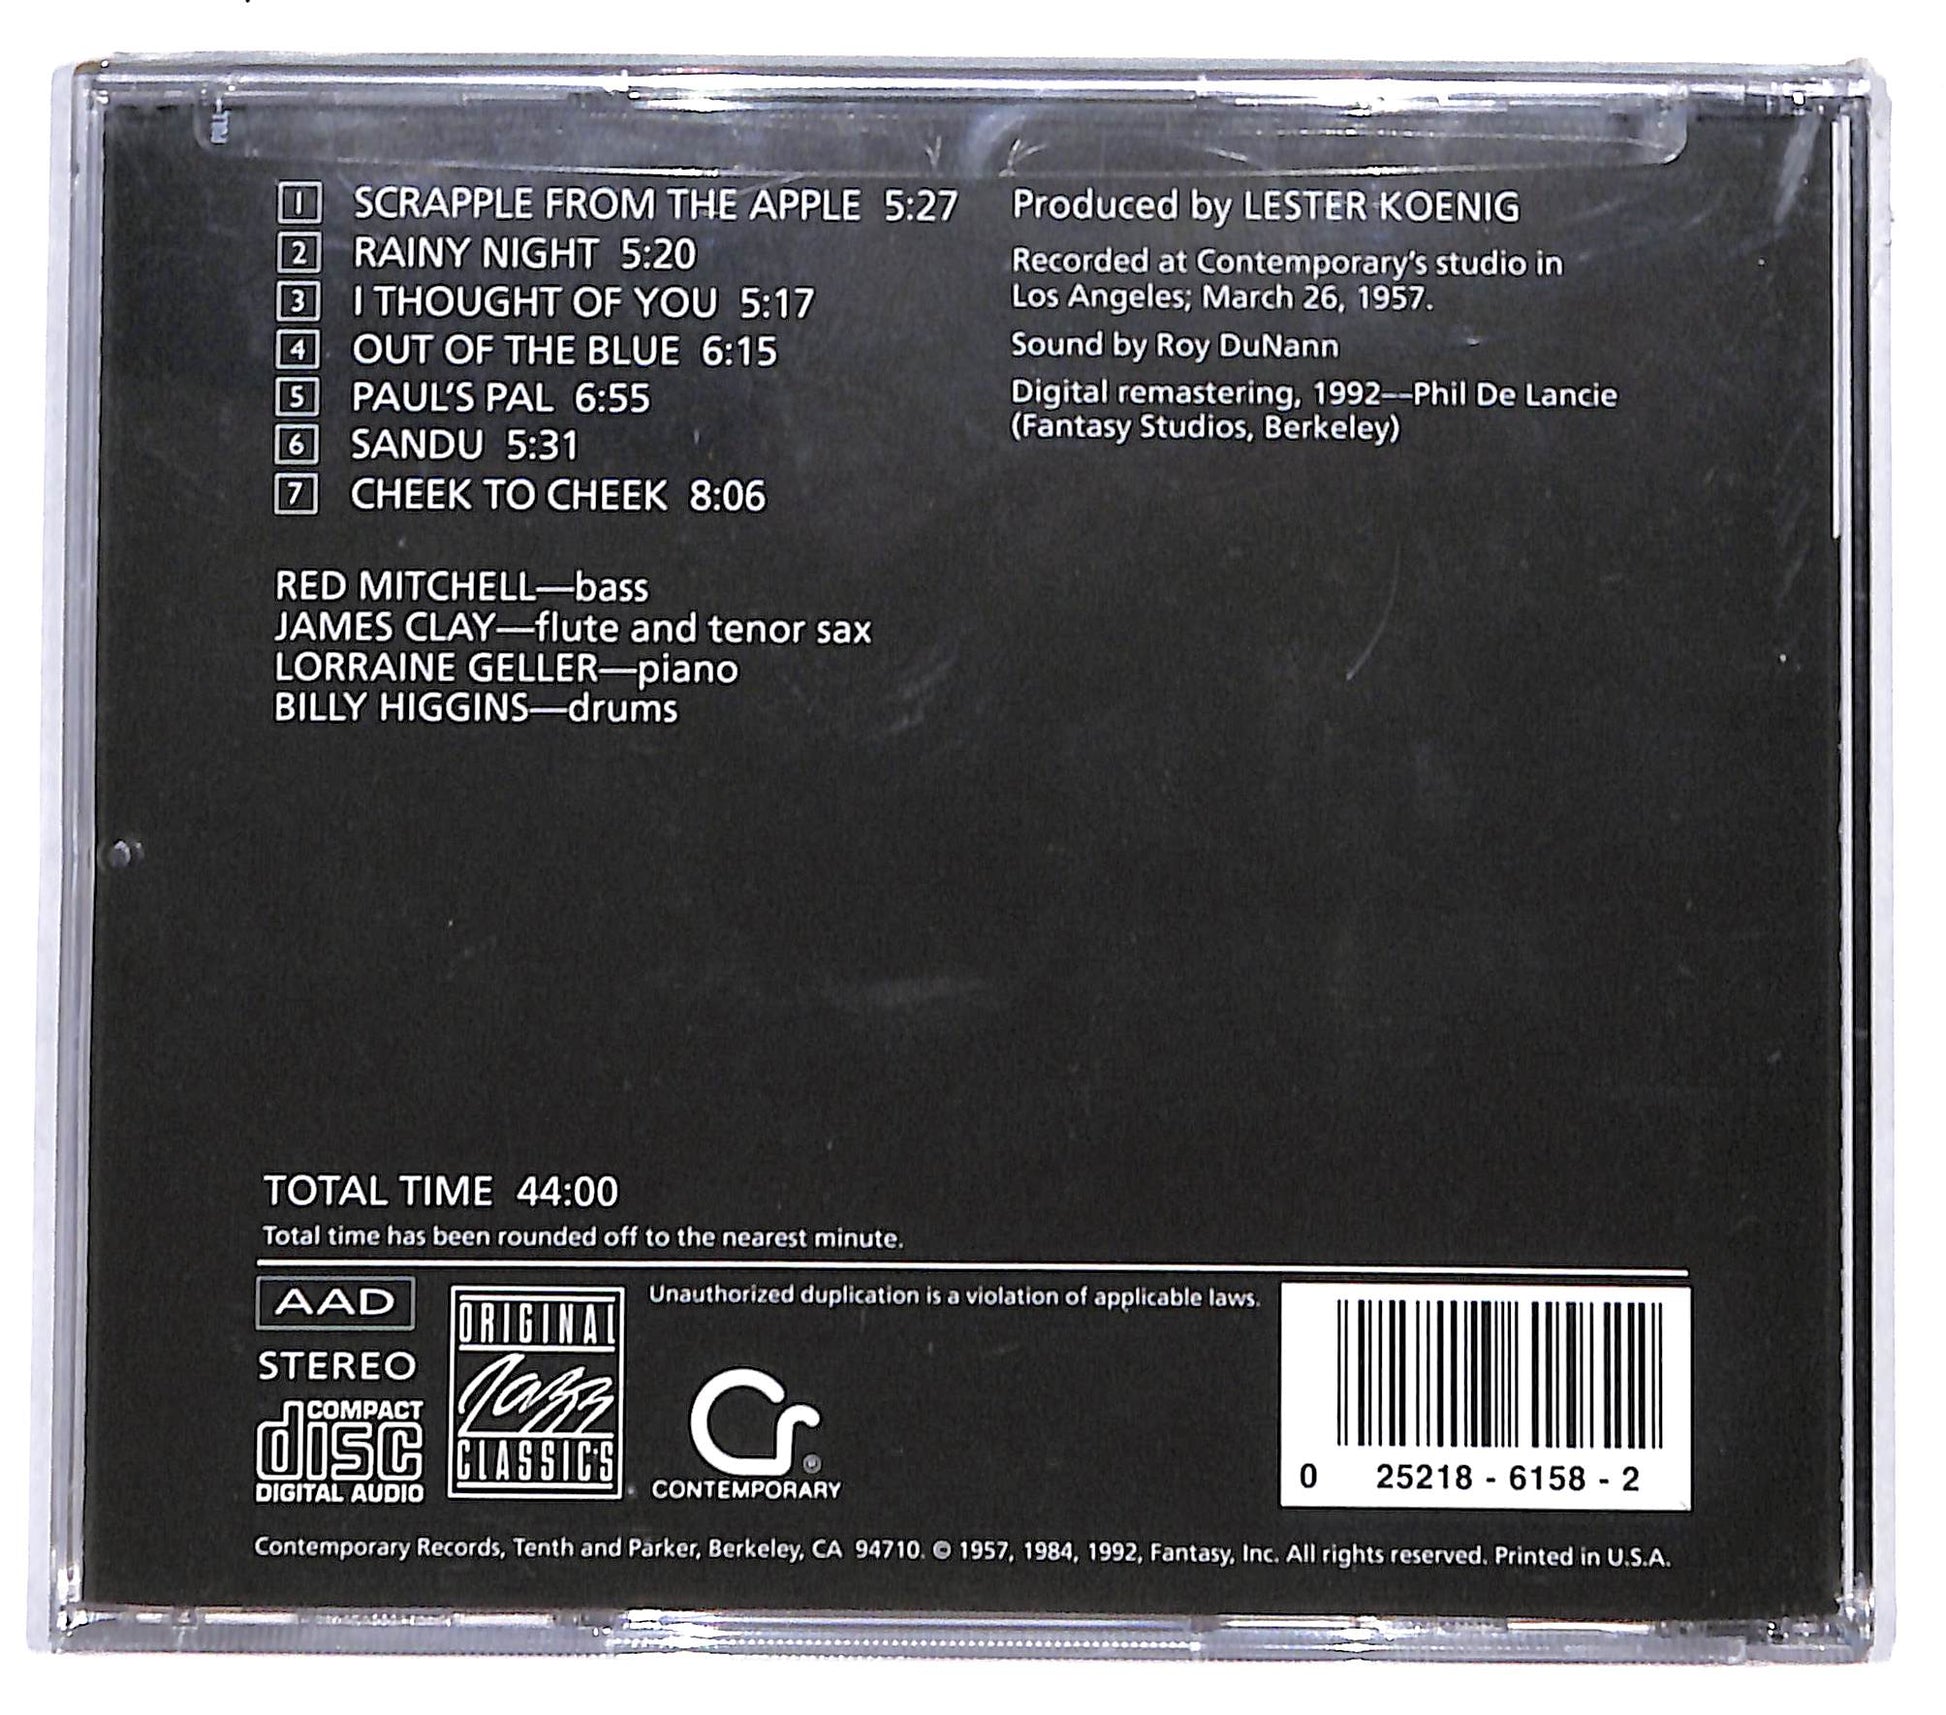 1 SCRAPPLE FROM THE APPLE 5:27
2 RAINY NIGHT 5:20
3 I THOUGHT OF YOU 5:17
4 OUT OF THE BLUE 6:15
5 PAUL'S PAL 6:55
6 SANDU 5:31
7 CHEEK TO CHEEK 8:06
RED MITCHELL—bass
JAMES CLAY—flute and tenor sax
LORRAINE GELLER—piano
BILLY HIGGINS—drums
Produced by LESTER KOENIG
Recorded at Contemporary's studio in
Los Angeles; March 26, 1957.
Sound by Roy DuNann
Digital remastering, 1992—Phil De Lancie
(Fantasy Studios, Berkeley)
TOTAL TIME 44:00
Total time has been rounded off to the nearest minute.
AAD
STEREO
COMPACT
disc
DIGITAL AUDIO
ORIGINAL
Jazz
CLASSICS
Unauthorized duplication is a violation of applicable laws.
Cr®
CONTEMPORARY
0 25218 - 6158 - 2
Contemporary Records, Tenth and Parker, Berkeley, CA 94710. © 1957, 1984, 1992, Fantasy, Inc. All rights reserved. Printed in U.S.A.